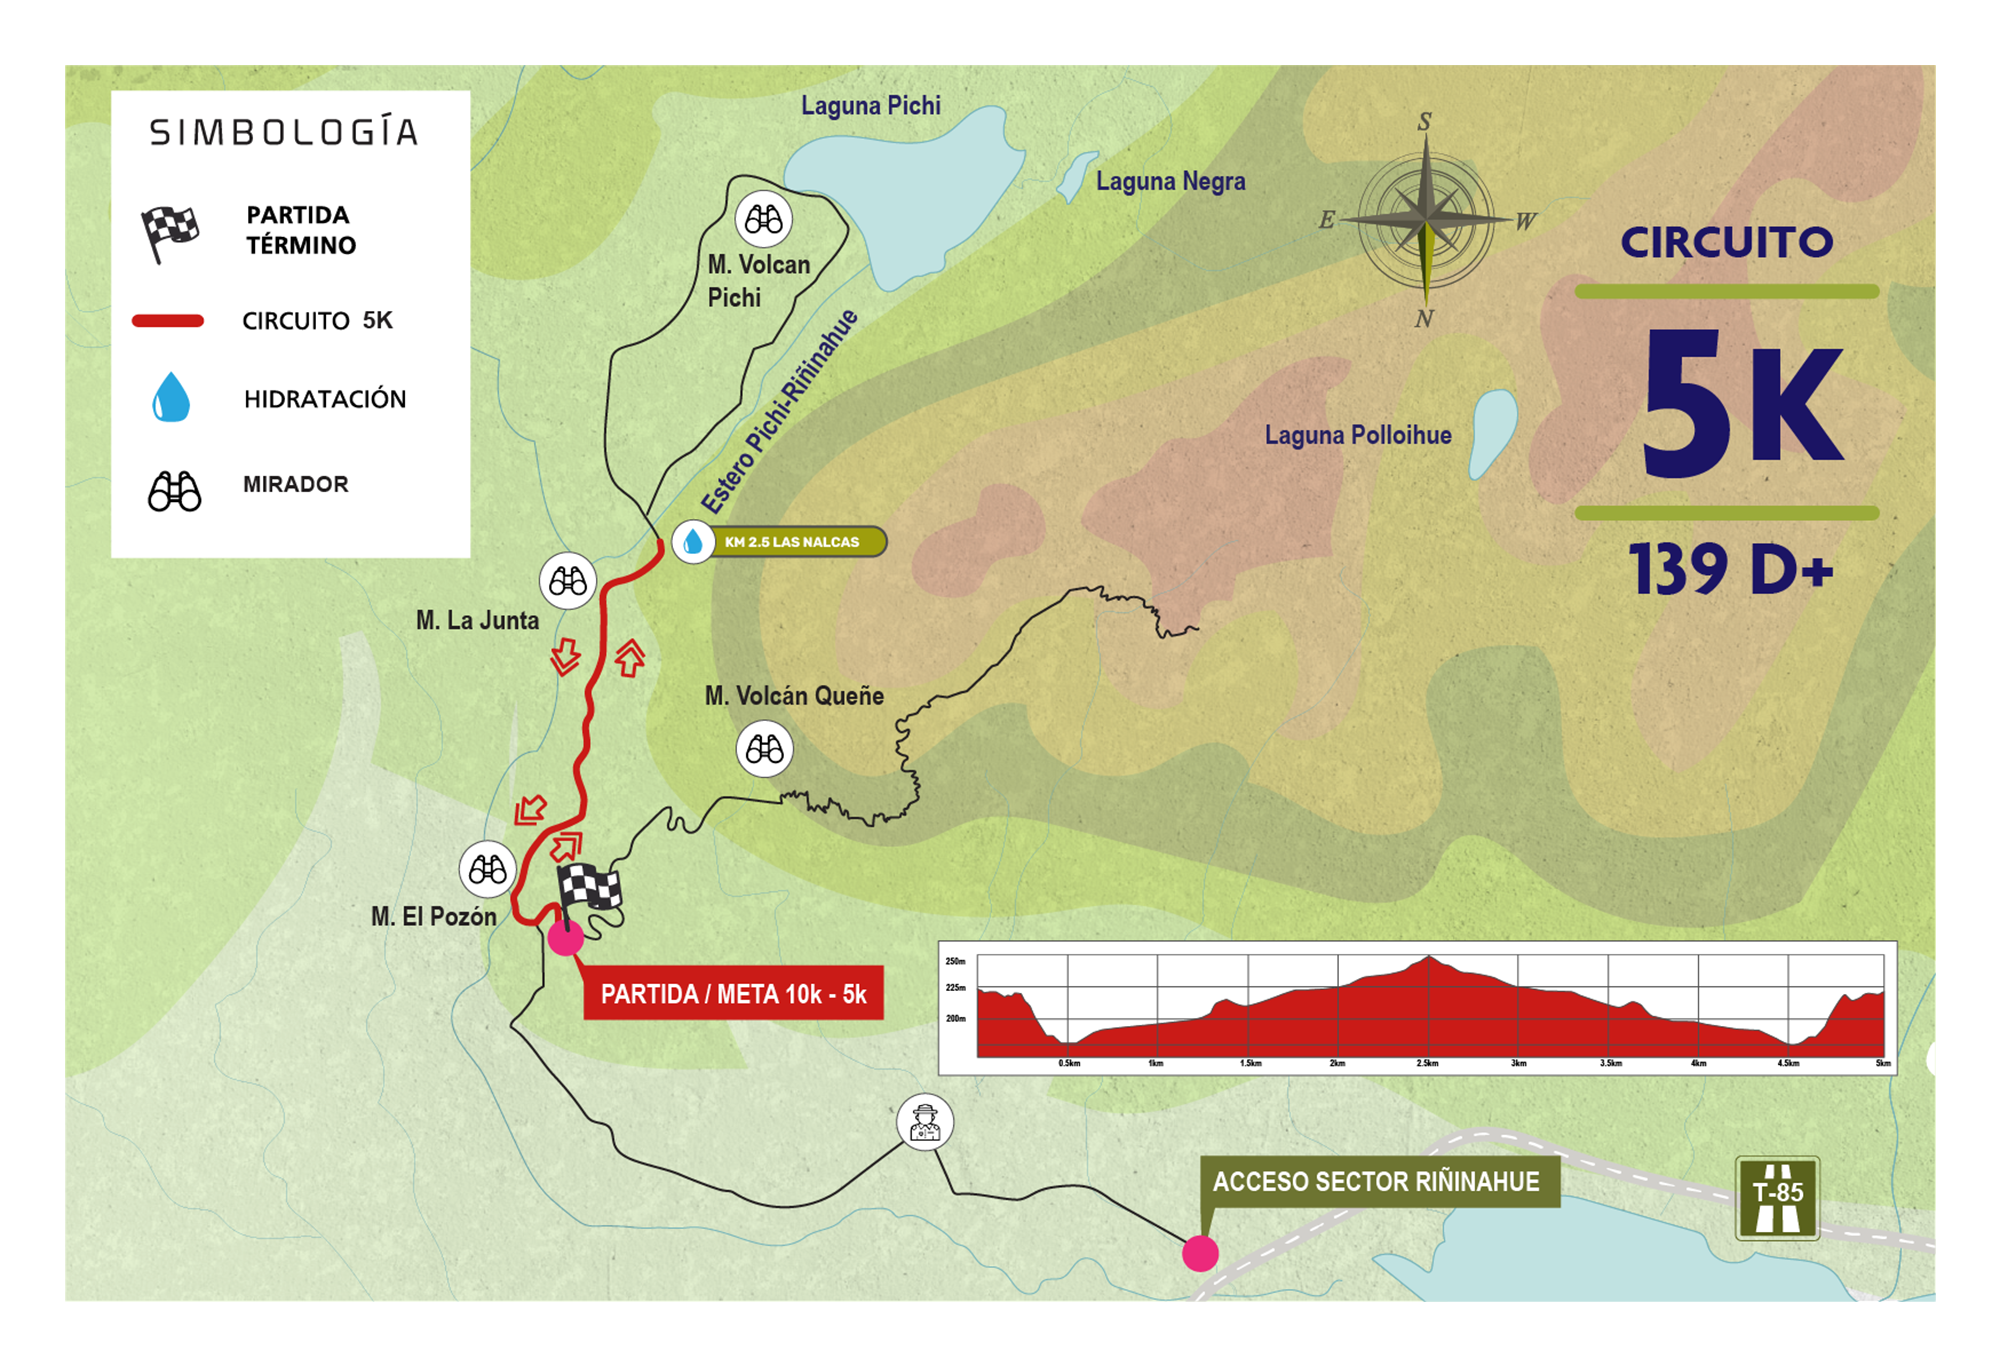 SIMBOLOGÍA
PARTIDA
TÉRMINO
CIRCUITO 5K
HIDRATACIÓN
MIRADOR
Laguna Pichi
Laguna Negra
M. Volcan
Pichi
Estero Pichi-Riñinahue
S
E
W
N
CIRCUITO
5K
139 D+
Laguna Polloihue
KM 2.5 LAS NALCAS
M. La Junta
M. Volcán Queñe
M. El Pozón
PARTIDA / META 10k - 5k
250m
225m
200m
0.5km
1km
1.5km
2km
2.5km
3km
3.5km
4km
4.5km
5km
ACCESO SECTOR RIÑINAHUE
T-85